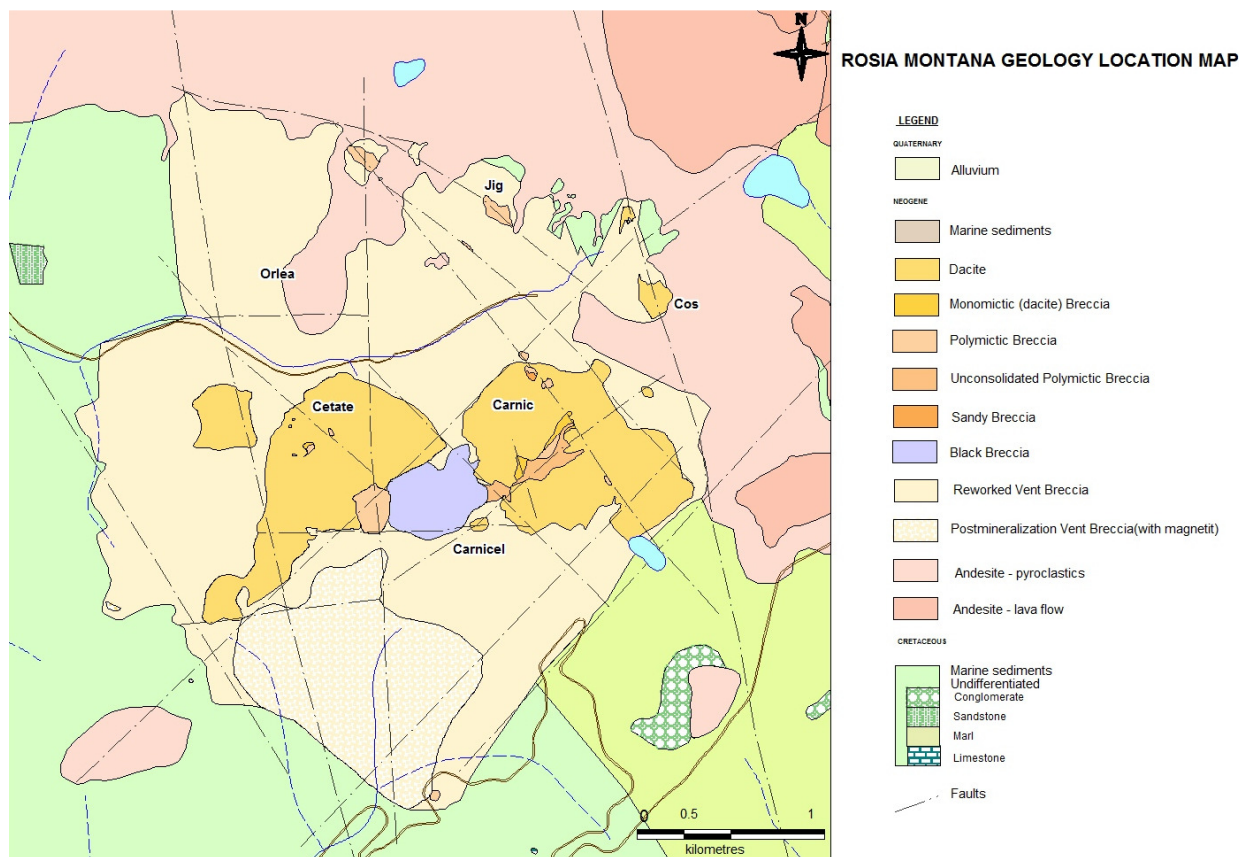 N
ROSIA MONTANA GEOLOGY LOCATION MAP
LEGEND
QUATERNARY
Alluvium
NEOGENE
Marine sediments
Dacite
Monomictic (dacite) Breccia
Polymictic Breccia
Unconsolidated Polymictic Breccia
Sandy Breccia
Black Breccia
Reworked Vent Breccia
Postmineralization Vent Breccia(with magnetit)
Andesite - pyroclastics
Andesite - lava flow
CRETACEOUS
Marine sediments
Undifferentiated
Conglomerate
Sandstone
Marl
Limestone
Faults
Jig
Orlea
Cos
Cetate
Carnic
Carnicel
0 0.5 1
kilometres